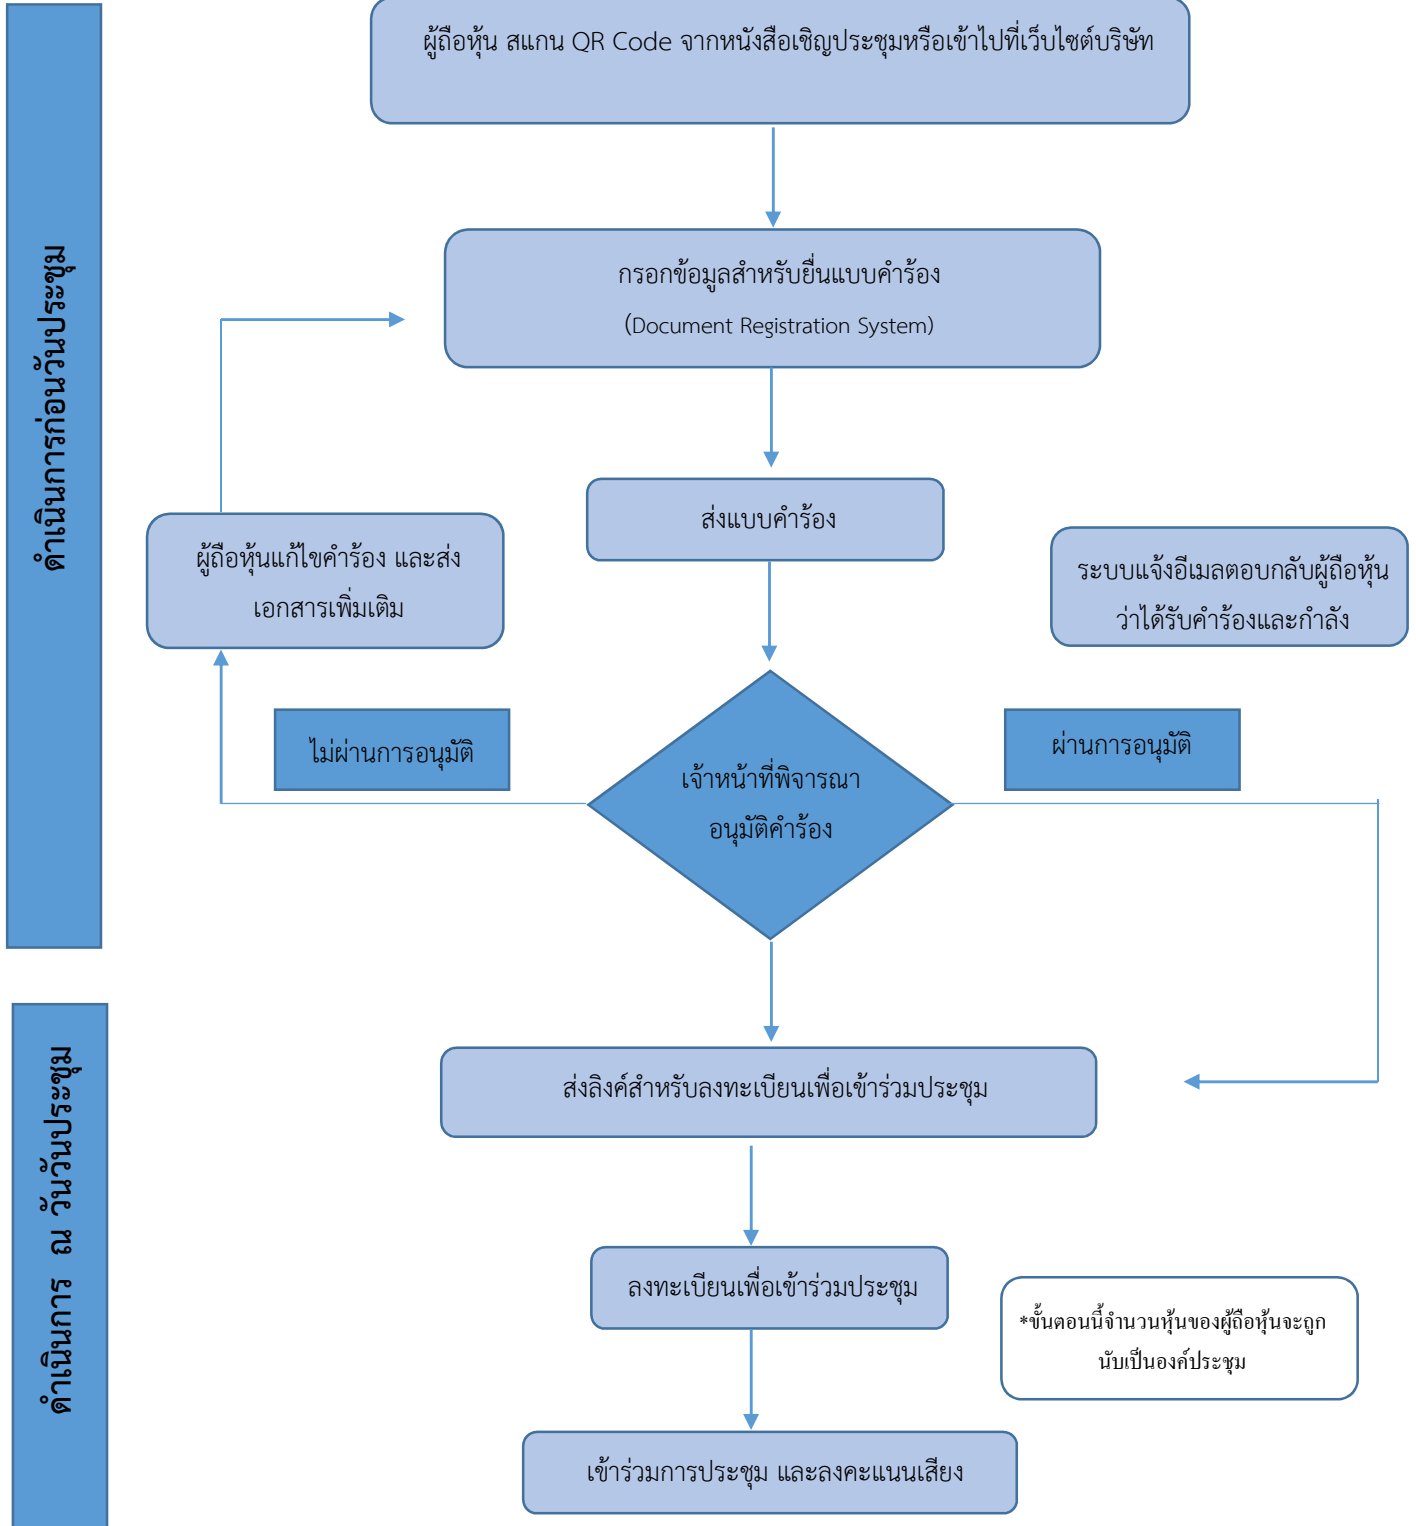 ดำเนินการก่อนวันประชุม
ผู้ถือหุ้น สแกน QR Code จากหนังสือเชิญประชุมหรือเข้าไปที่เว็บไซต์บริษัท
กรอกข้อมูลสำหรับยื่นแบบคำร้อง
(Document Registration System)
ส่งแบบคำร้อง
ผู้ถือหุ้นแก้ไขคำร้อง และส่ง
เอกสารเพิ่มเติม
ระบบแจ้งอีเมลตอบกลับผู้ถือหุ้น
ว่าได้รับคำร้องและกำลัง
ไม่ผ่านการอนุมัติ
ผ่านการอนุมัติ
เจ้าหน้าที่พิจารณา
อนุมัติคำร้อง
ดำเนินการ ณ วันวันประชุม
ส่งลิงค์สำหรับลงทะเบียนเพื่อเข้าร่วมประชุม
ลงทะเบียนเพื่อเข้าร่วมประชุม
*ขั้นตอนนี้จำนวนหุ้นของผู้ถือหุ้นจะถูก
นับเป็นองค์ประชุม
เข้าร่วมการประชุม และลงคะแนนเสียง